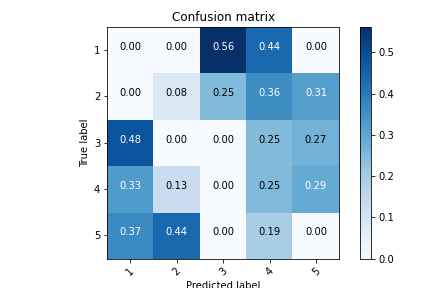 Confusion matrix
1 0.00 0.00 0.56 0.44 0.00
2 0.00 0.08 0.25 0.36 0.31
3 0.48 0.00 0.00 0.25 0.27
4 0.33 0.13 0.00 0.25 0.29
5 0.37 0.44 0.00 0.19 0.00
True label
1 2 3 4 5
Predicted label
0.5
0.4
0.3
0.2
0.1
0.0